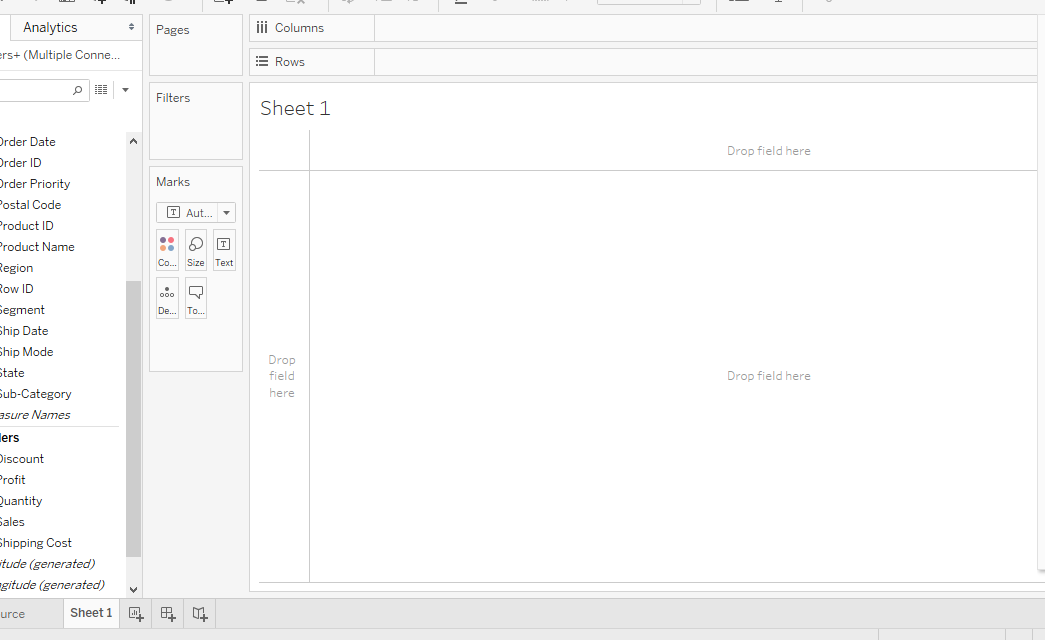 Analytics
Pages
Columns
ers+ (Multiple Conne...
Rows
Filters
Sheet 1
Order Date
Drop field here
Order ID
Order Priority
Marks
Postal Code
Aut...
Product ID
Product Name
Co...
Size
Text
Region
Row ID
Segment
De...
To...
Ship Date
Ship Mode
State
Drop
field
here
Drop field here
Sub-Category
asure Names
ers
Discount
Profit
Quantity
Sales
Shipping Cost
itude (generated)
ngitude (generated)
urce
Sheet 1